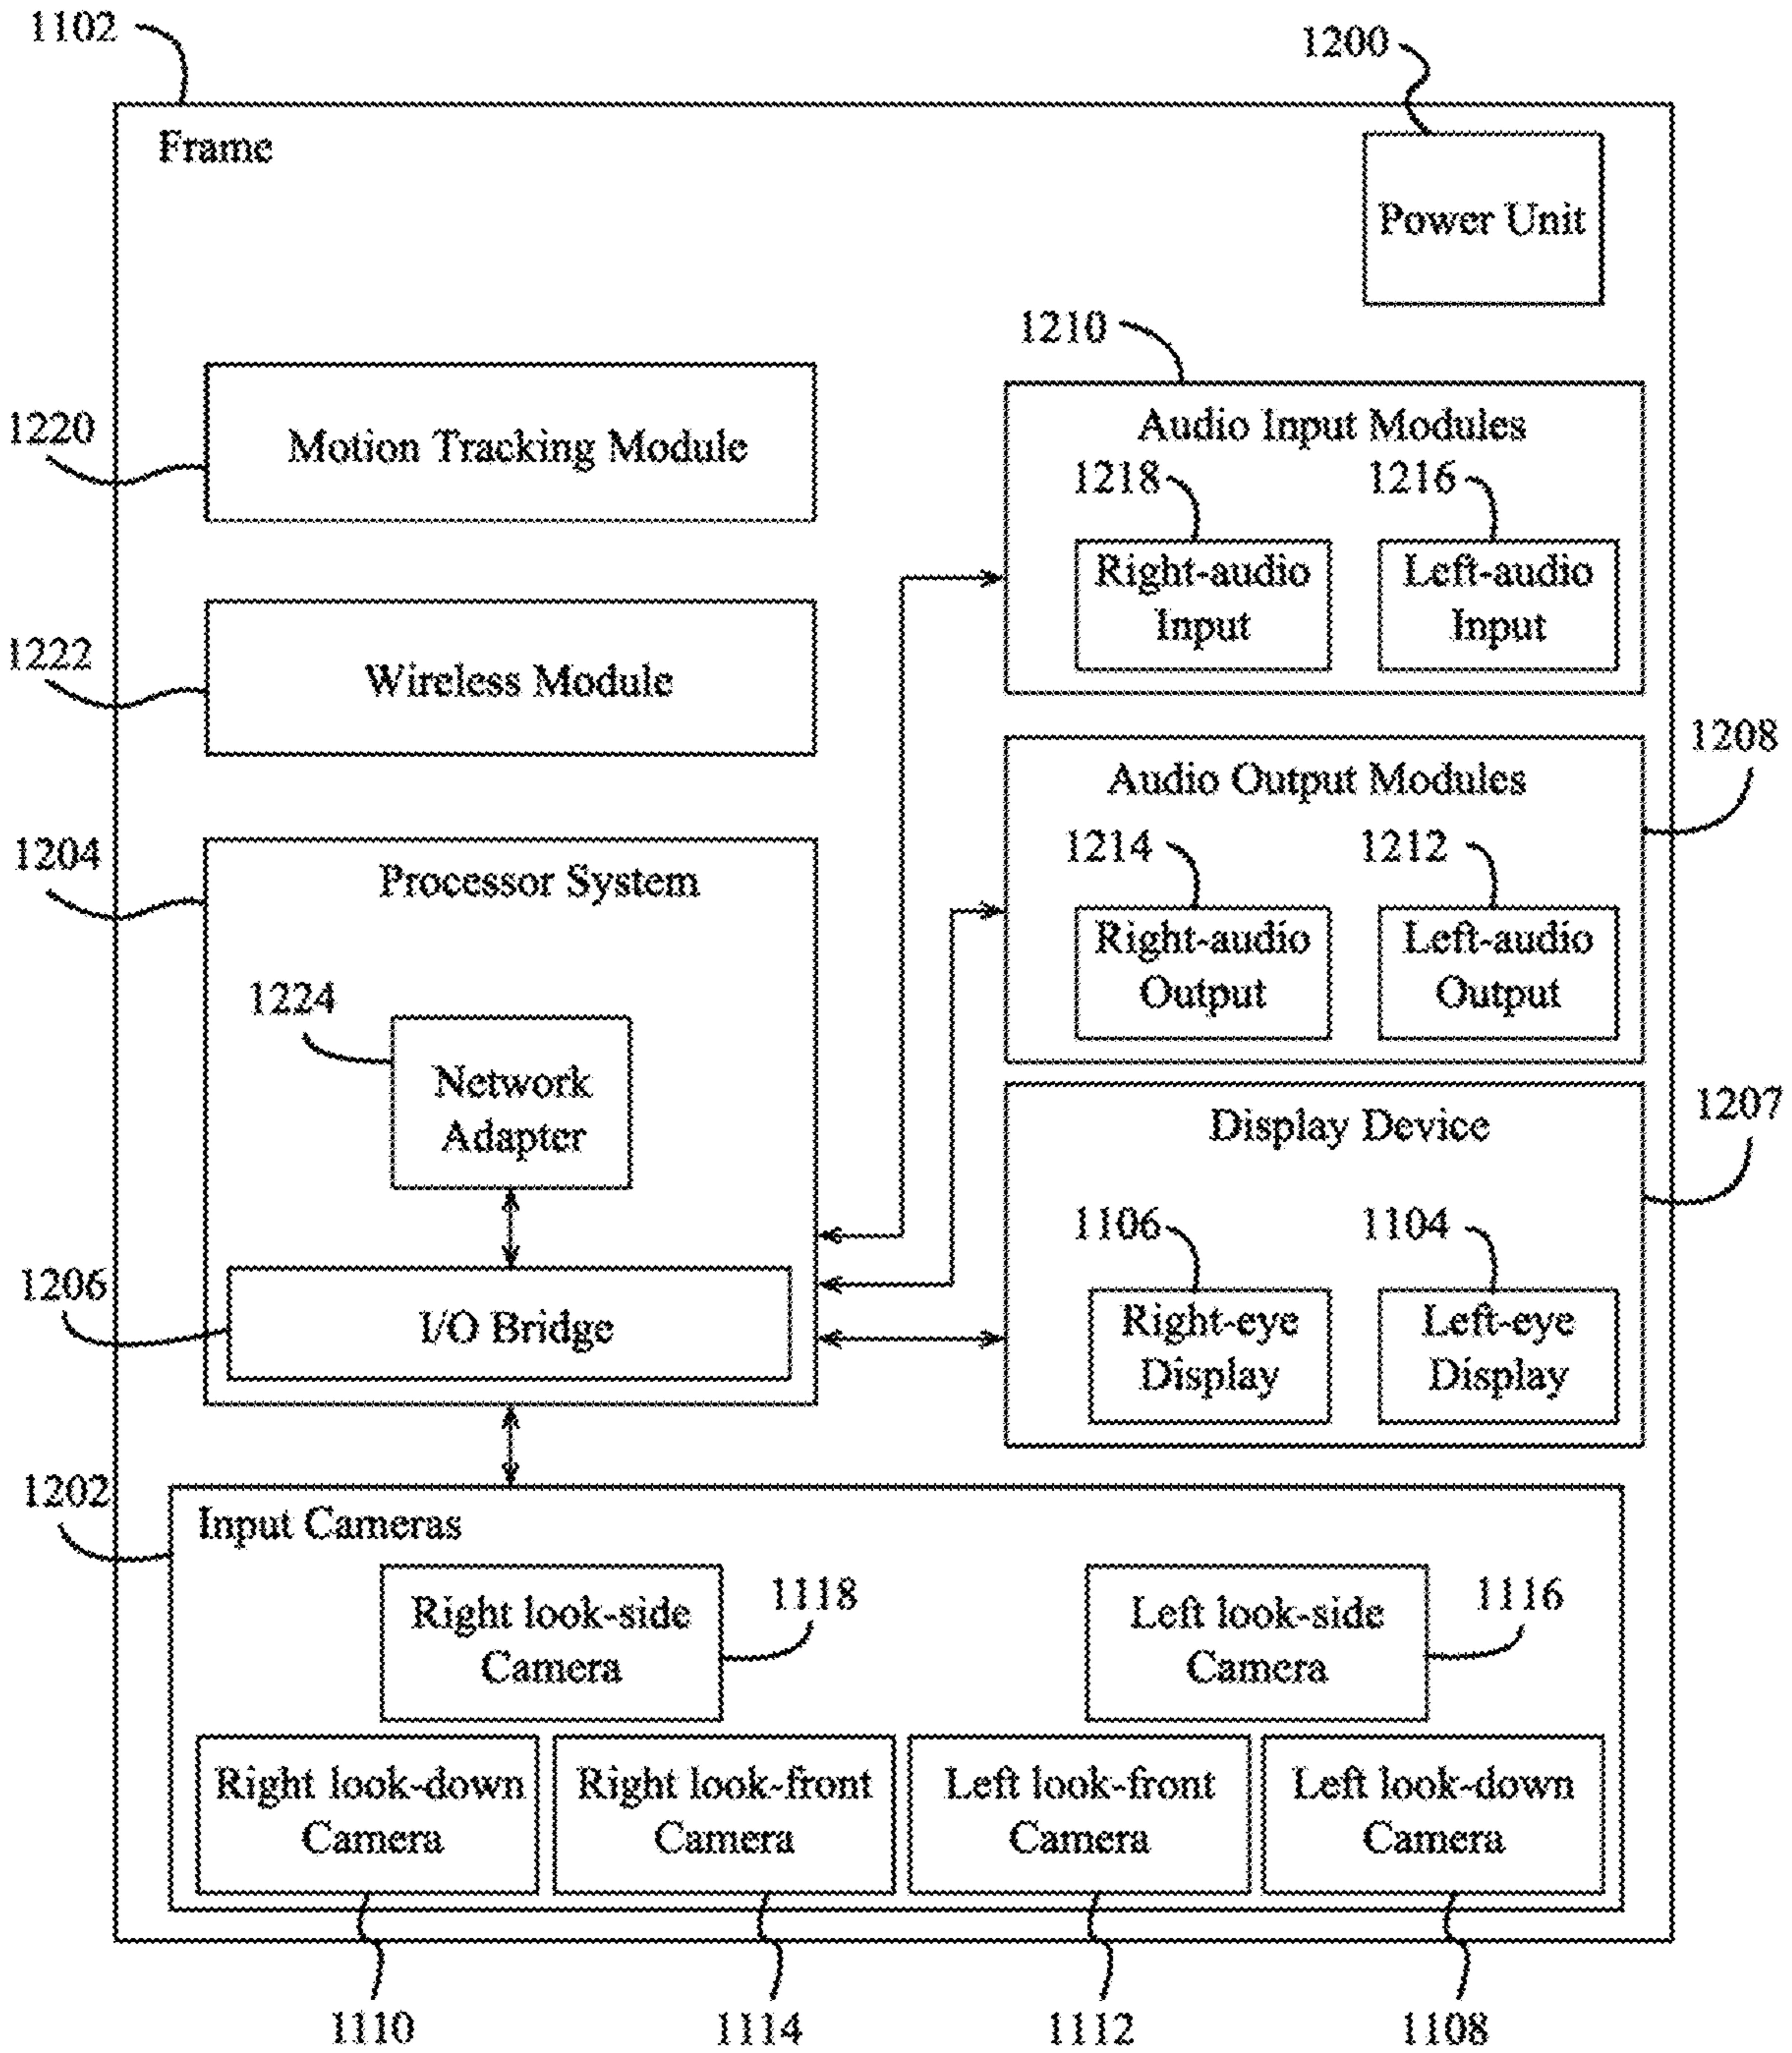 1102
1200
Frame
Power Unit
1210
1220
Motion Tracking Module
Audio Input Modules
1218
1216
Right-audio
Input
Left-audio
Input
1222
Wireless Module
1208
Audio Output Modules
1214
1212
Right-audio
Output
Left-audio
Output
1204
Processor System
1224
Network
Adapter
1207
Display Device
1106
1104
Right-eye
Display
Left-eye
Display
1206
I/O Bridge
1202
Input Cameras
Right look-side
Camera
1118
Left look-side
Camera
1116
Right look-down
Camera
Right look-front
Camera
Left look-front
Camera
Left look-down
Camera
1110
1114
1112
1108